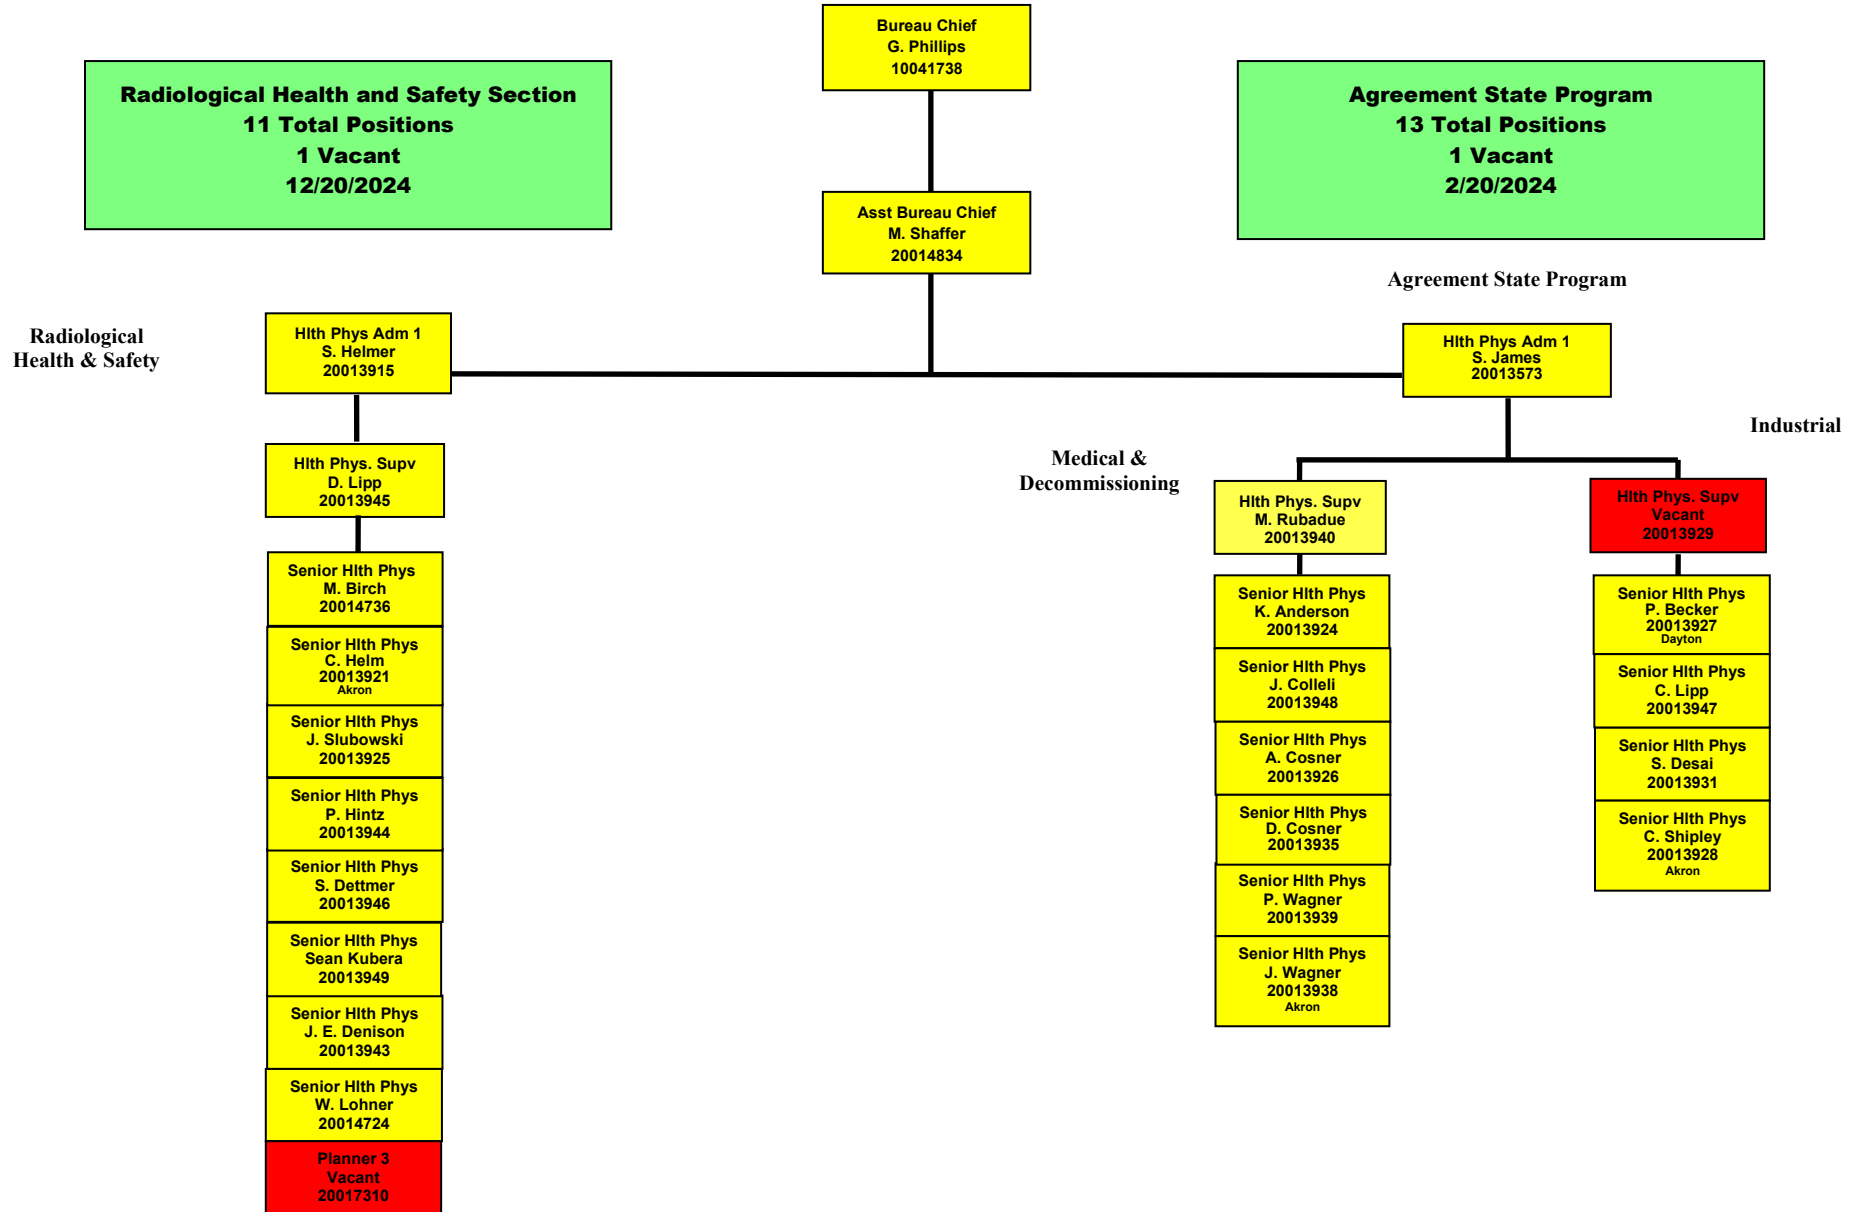 Bureau Chief
G. Phillips
10041738
Radiological Health and Safety Section
11 Total Positions
1 Vacant
12/20/2024
Agreement State Program
13 Total Positions
1 Vacant
2/20/2024
Asst Bureau Chief
M. Shaffer
20014834
Agreement State Program
Radiological
Health & Safety
Hlth Phys Adm 1
S. Helmer
20013915
Hlth Phys Adm 1
S. James
20013573
Industrial
Medical &
Decommissioning
Hlth Phys. Supv
D. Lipp
20013945
Hlth Phys. Supv
M. Rubadue
20013940
Hlth Phys. Supv
Vacant
20013929
Senior Hlth Phys
M. Birch
20014736
Senior Hlth Phys
C. Helm
20013921
Akron
Senior Hlth Phys
J. Slubowski
20013925
Senior Hlth Phys
P. Hintz
20013944
Senior Hlth Phys
S. Dettmer
20013946
Senior Hlth Phys
Sean Kubera
20013949
Senior Hlth Phys
J. E. Denison
20013943
Senior Hlth Phys
W. Lohner
20014724
Planner 3
Vacant
20017310
Senior Hlth Phys
K. Anderson
20013924
Senior Hlth Phys
J. Colleli
20013948
Senior Hlth Phys
A. Cosner
20013926
Senior Hlth Phys
D. Cosner
20013935
Senior Hlth Phys
P. Wagner
20013939
Senior Hlth Phys
J. Wagner
20013938
Akron
Senior Hlth Phys
P. Becker
20013927
Dayton
Senior Hlth Phys
C. Lipp
20013947
Senior Hlth Phys
S. Desai
20013931
Senior Hlth Phys
C. Shipley
20013928
Akron